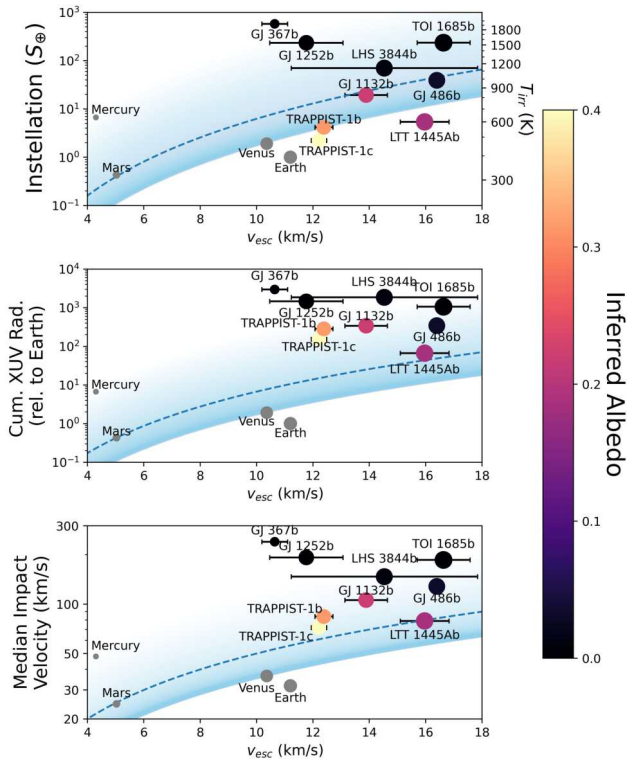 10³
10²
10¹
10⁰
10⁻¹
Instellation (S⊕)
4 6 8 10 12 14 16 18
v_esc (km/s)
1800
1500
1200
900
600
300
T_irr (K)
GJ 367b
TOI 1685b
GJ 1252b
LHS 3844b
GJ 1132b
GJ 486b
Mercury
TRAPPIST-1b
LTT 1445Ab
Venus
TRAPPIST-1c
Earth
Mars
10⁴
10³
10²
10¹
10⁰
10⁻¹
Cum. XUV Rad.
(rel. to Earth)
4 6 8 10 12 14 16 18
v_esc (km/s)
GJ 367b
LHS 3844b
TOI 1685b
GJ 1252b
TRAPPIST-1b
GJ 1132b
TRAPPIST-1c
GJ 486b
LTT 1445Ab
Mercury
Mars
Venus
Earth
300
100
50
30
20
Median Impact
Velocity (km/s)
4 6 8 10 12 14 16 18
v_esc (km/s)
GJ 367b
TOI 1685b
GJ 1252b
LHS 3844b
GJ 1132b
GJ 486b
TRAPPIST-1b
TRAPPIST-1c
LTT 1445Ab
Mercury
Venus
Mars
Earth
0.4
0.3
0.2
0.1
0.0
Inferred Albedo